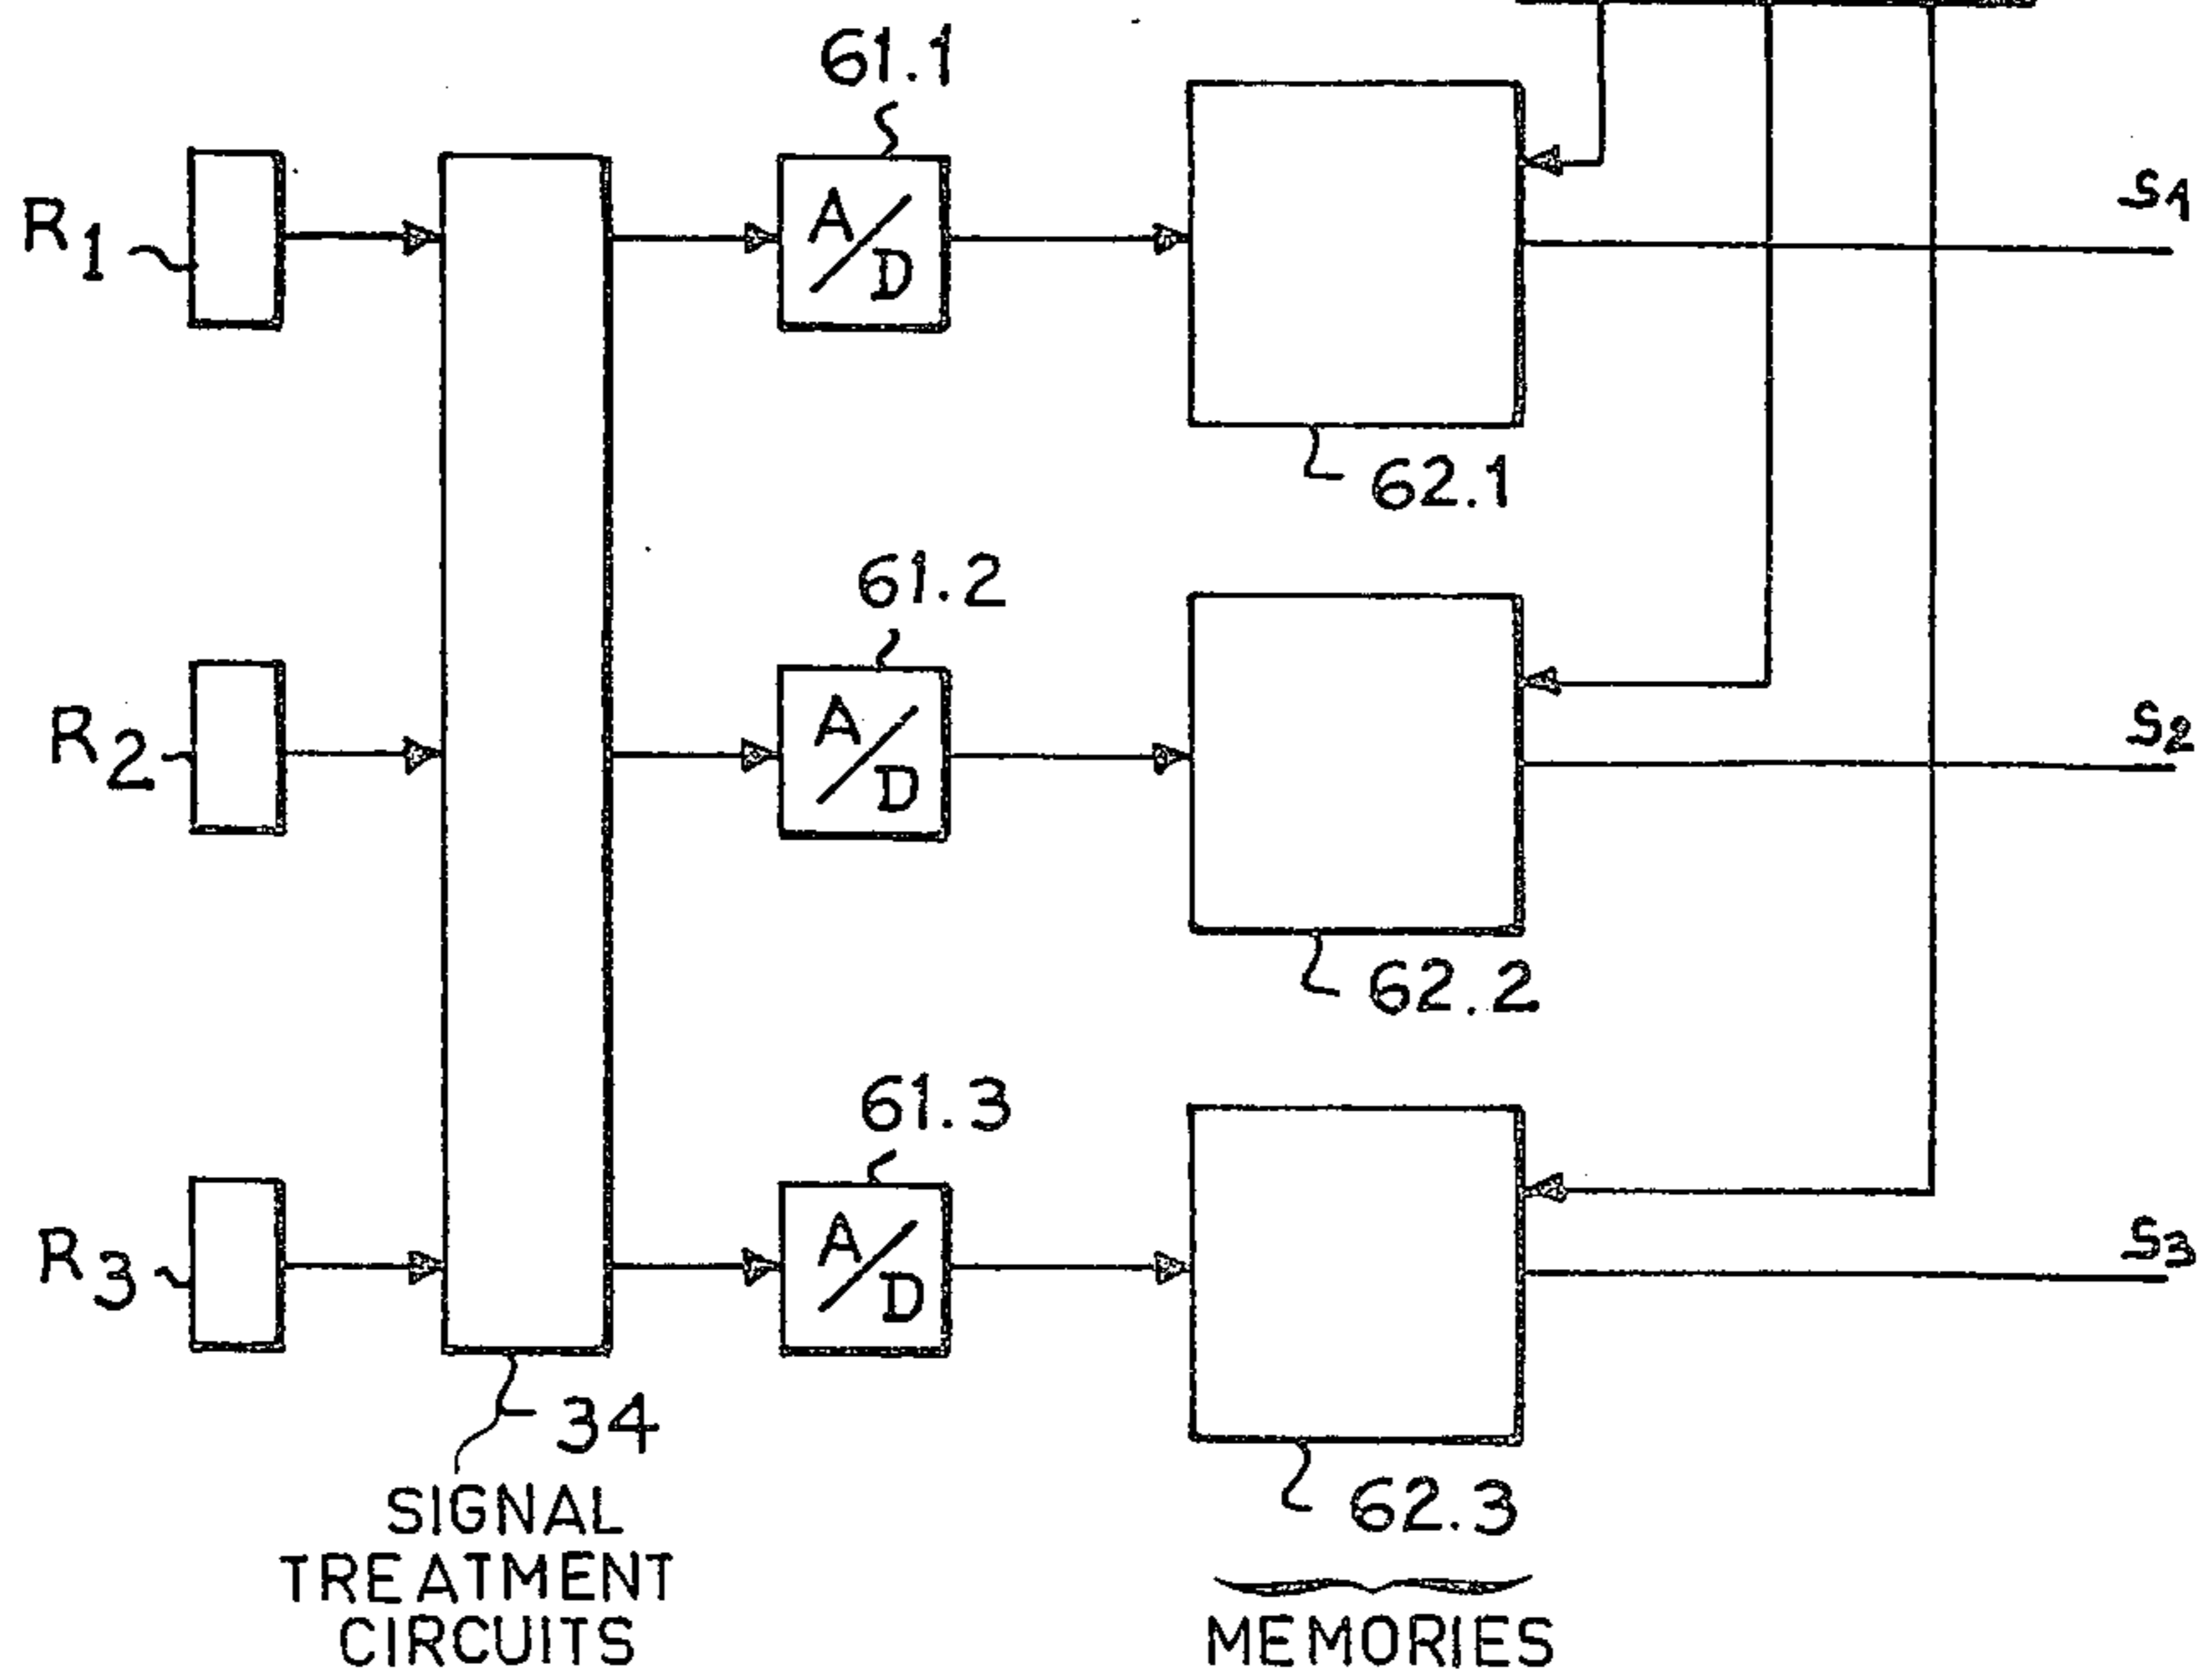 61.1
R1
A/D
S1
62.1
61.2
R2
A/D
S2
62.2
61.3
R3
A/D
S3
34
62.3
SIGNAL
TREATMENT
CIRCUITS
MEMORIES